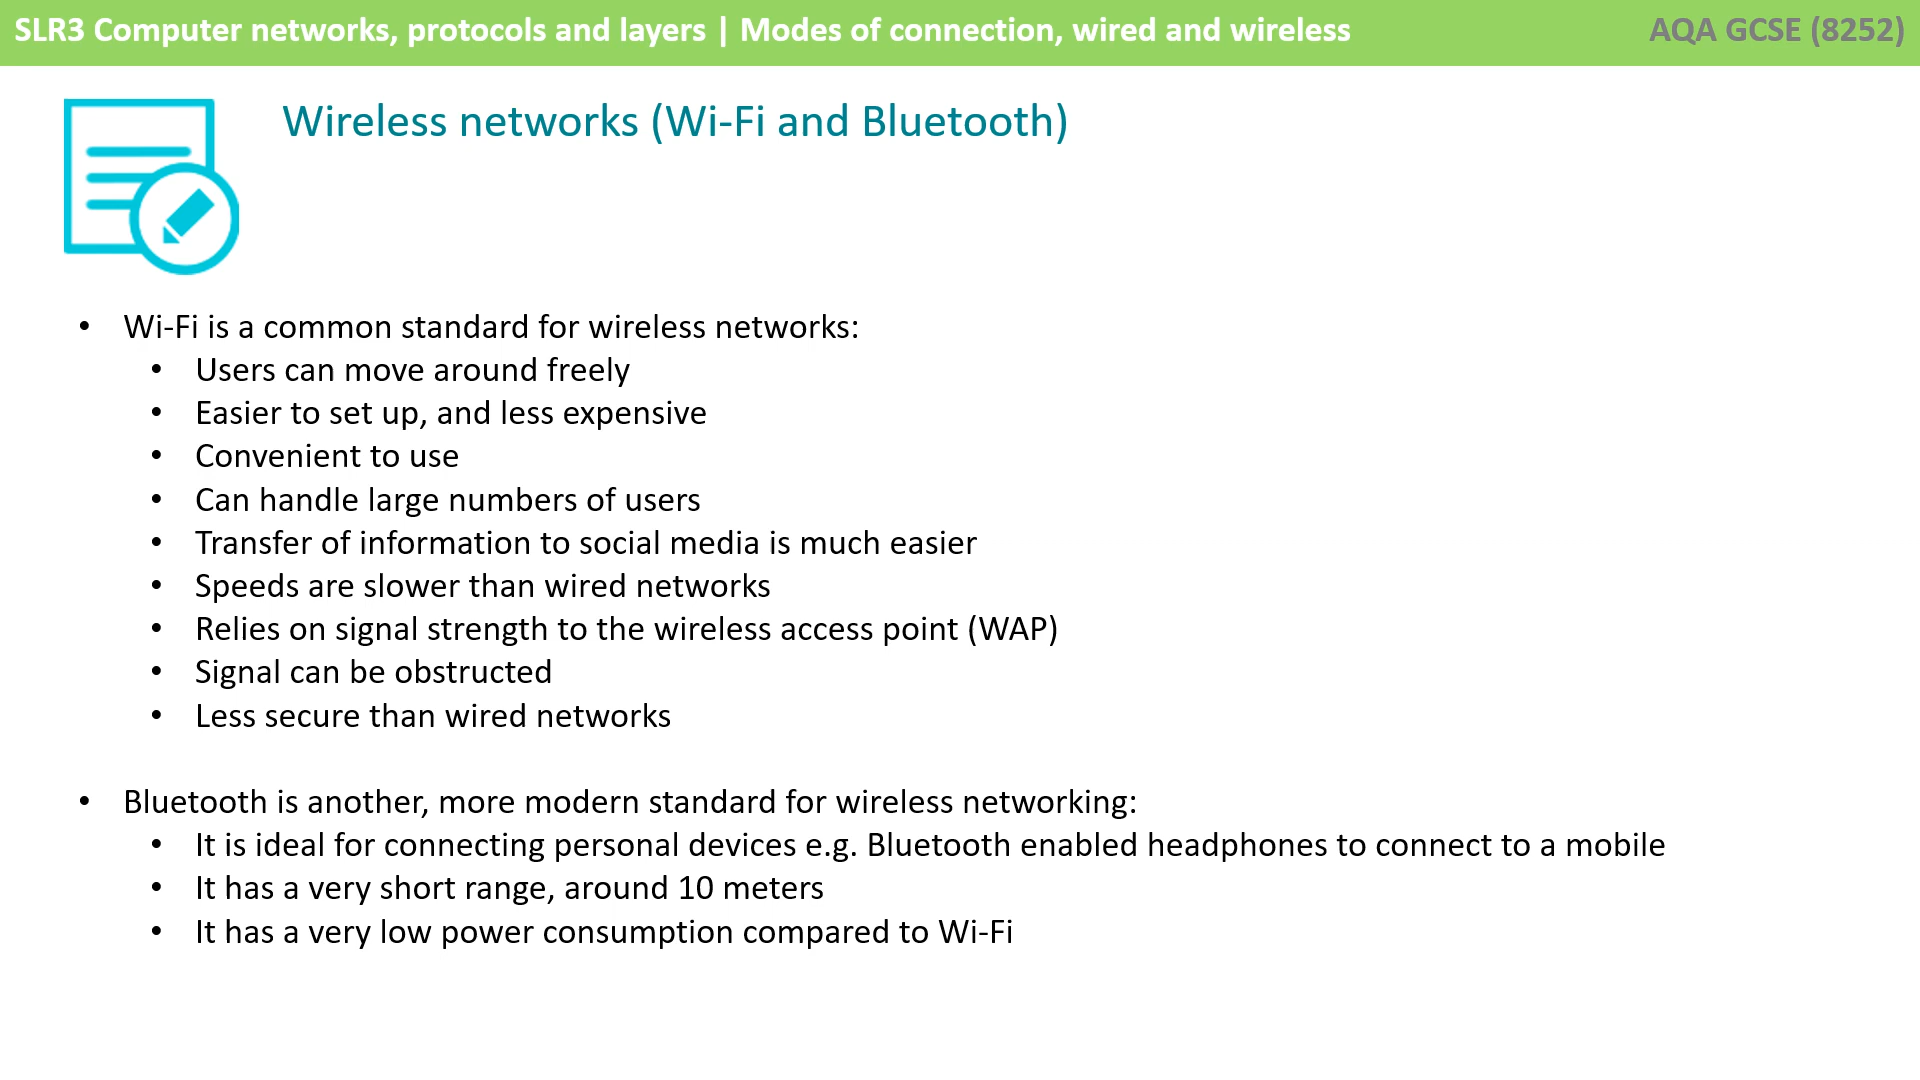 SLR3 Computer networks, protocols and layers | Modes of connection, wired and wireless
AQA GCSE (8252)
Wireless networks (Wi-Fi and Bluetooth)
• Wi-Fi is a common standard for wireless networks:
• Users can move around freely
• Easier to set up, and less expensive
• Convenient to use
• Can handle large numbers of users
• Transfer of information to social media is much easier
• Speeds are slower than wired networks
• Relies on signal strength to the wireless access point (WAP)
• Signal can be obstructed
• Less secure than wired networks
• Bluetooth is another, more modern standard for wireless networking:
• It is ideal for connecting personal devices e.g. Bluetooth enabled headphones to connect to a mobile
• It has a very short range, around 10 meters
• It has a very low power consumption compared to Wi-Fi